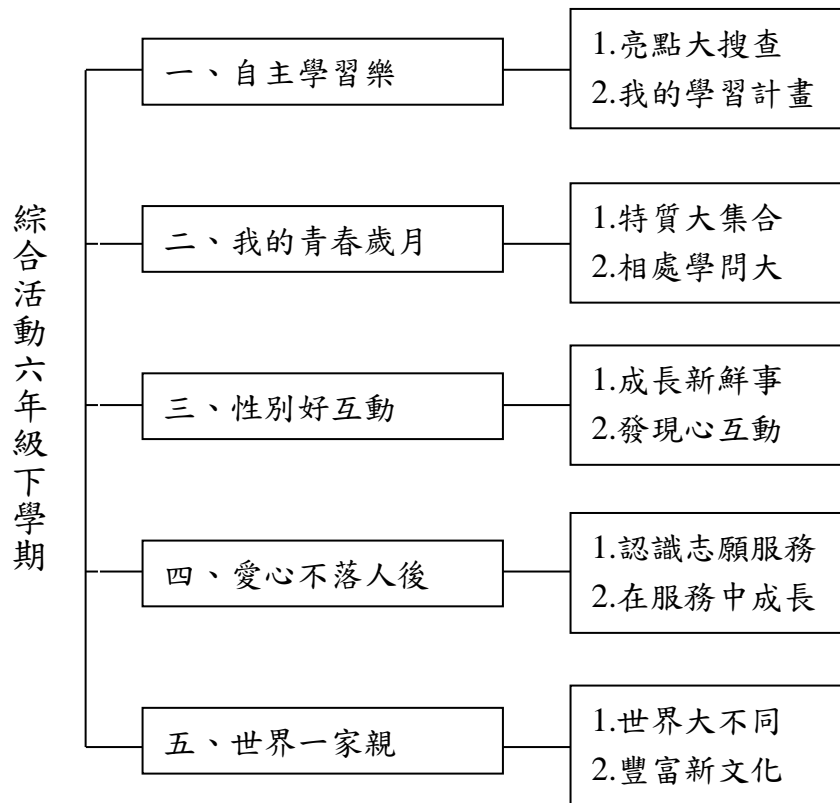 綜合活動六年級下學期
一、自主學習樂
1.亮點大搜查
2.我的學習計畫
二、我的青春歲月
1.特質大集合
2.相處學問大
三、性別好互動
1.成長新鮮事
2.發現心互動
四、愛心不落人後
1.認識志願服務
2.在服務中成長
五、世界一家親
1.世界大不同
2.豐富新文化